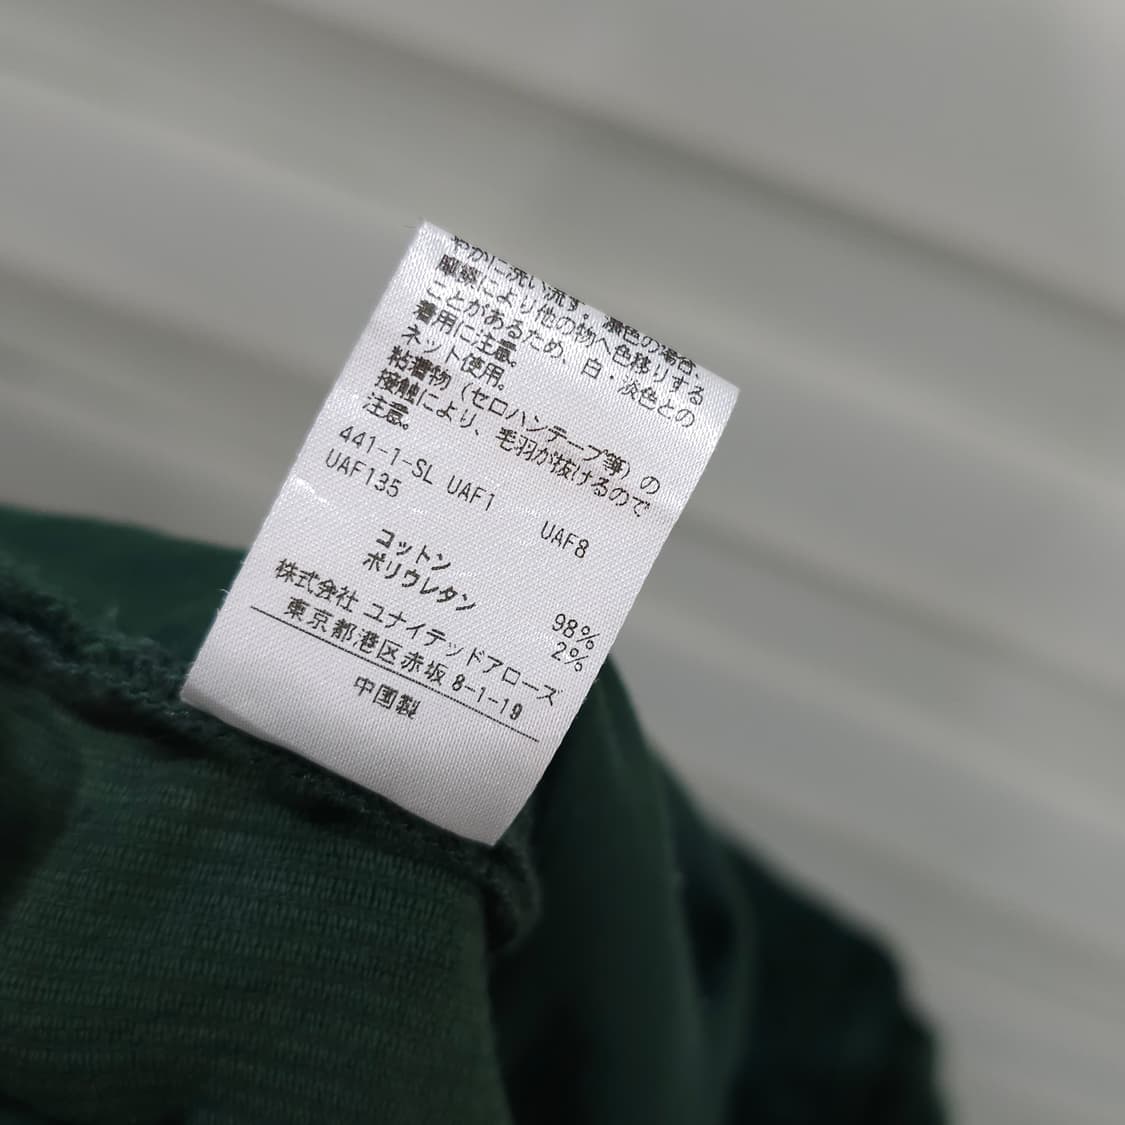 やかに洗い流す。濃色の場合、
摩擦により他の物へ色移りする
ことがあるため、白・淡色との
着用に注意。
ネット使用。
粘着物（セロハンテープ等）の
接触により、毛羽が抜けるので
注意。
441-1-SL UAF1 UAF8
UAF135
コットン 98%
ポリウレタン 2%
株式会社 ユナイテッドアローズ
東京都港区赤坂 8-1-19
中国製